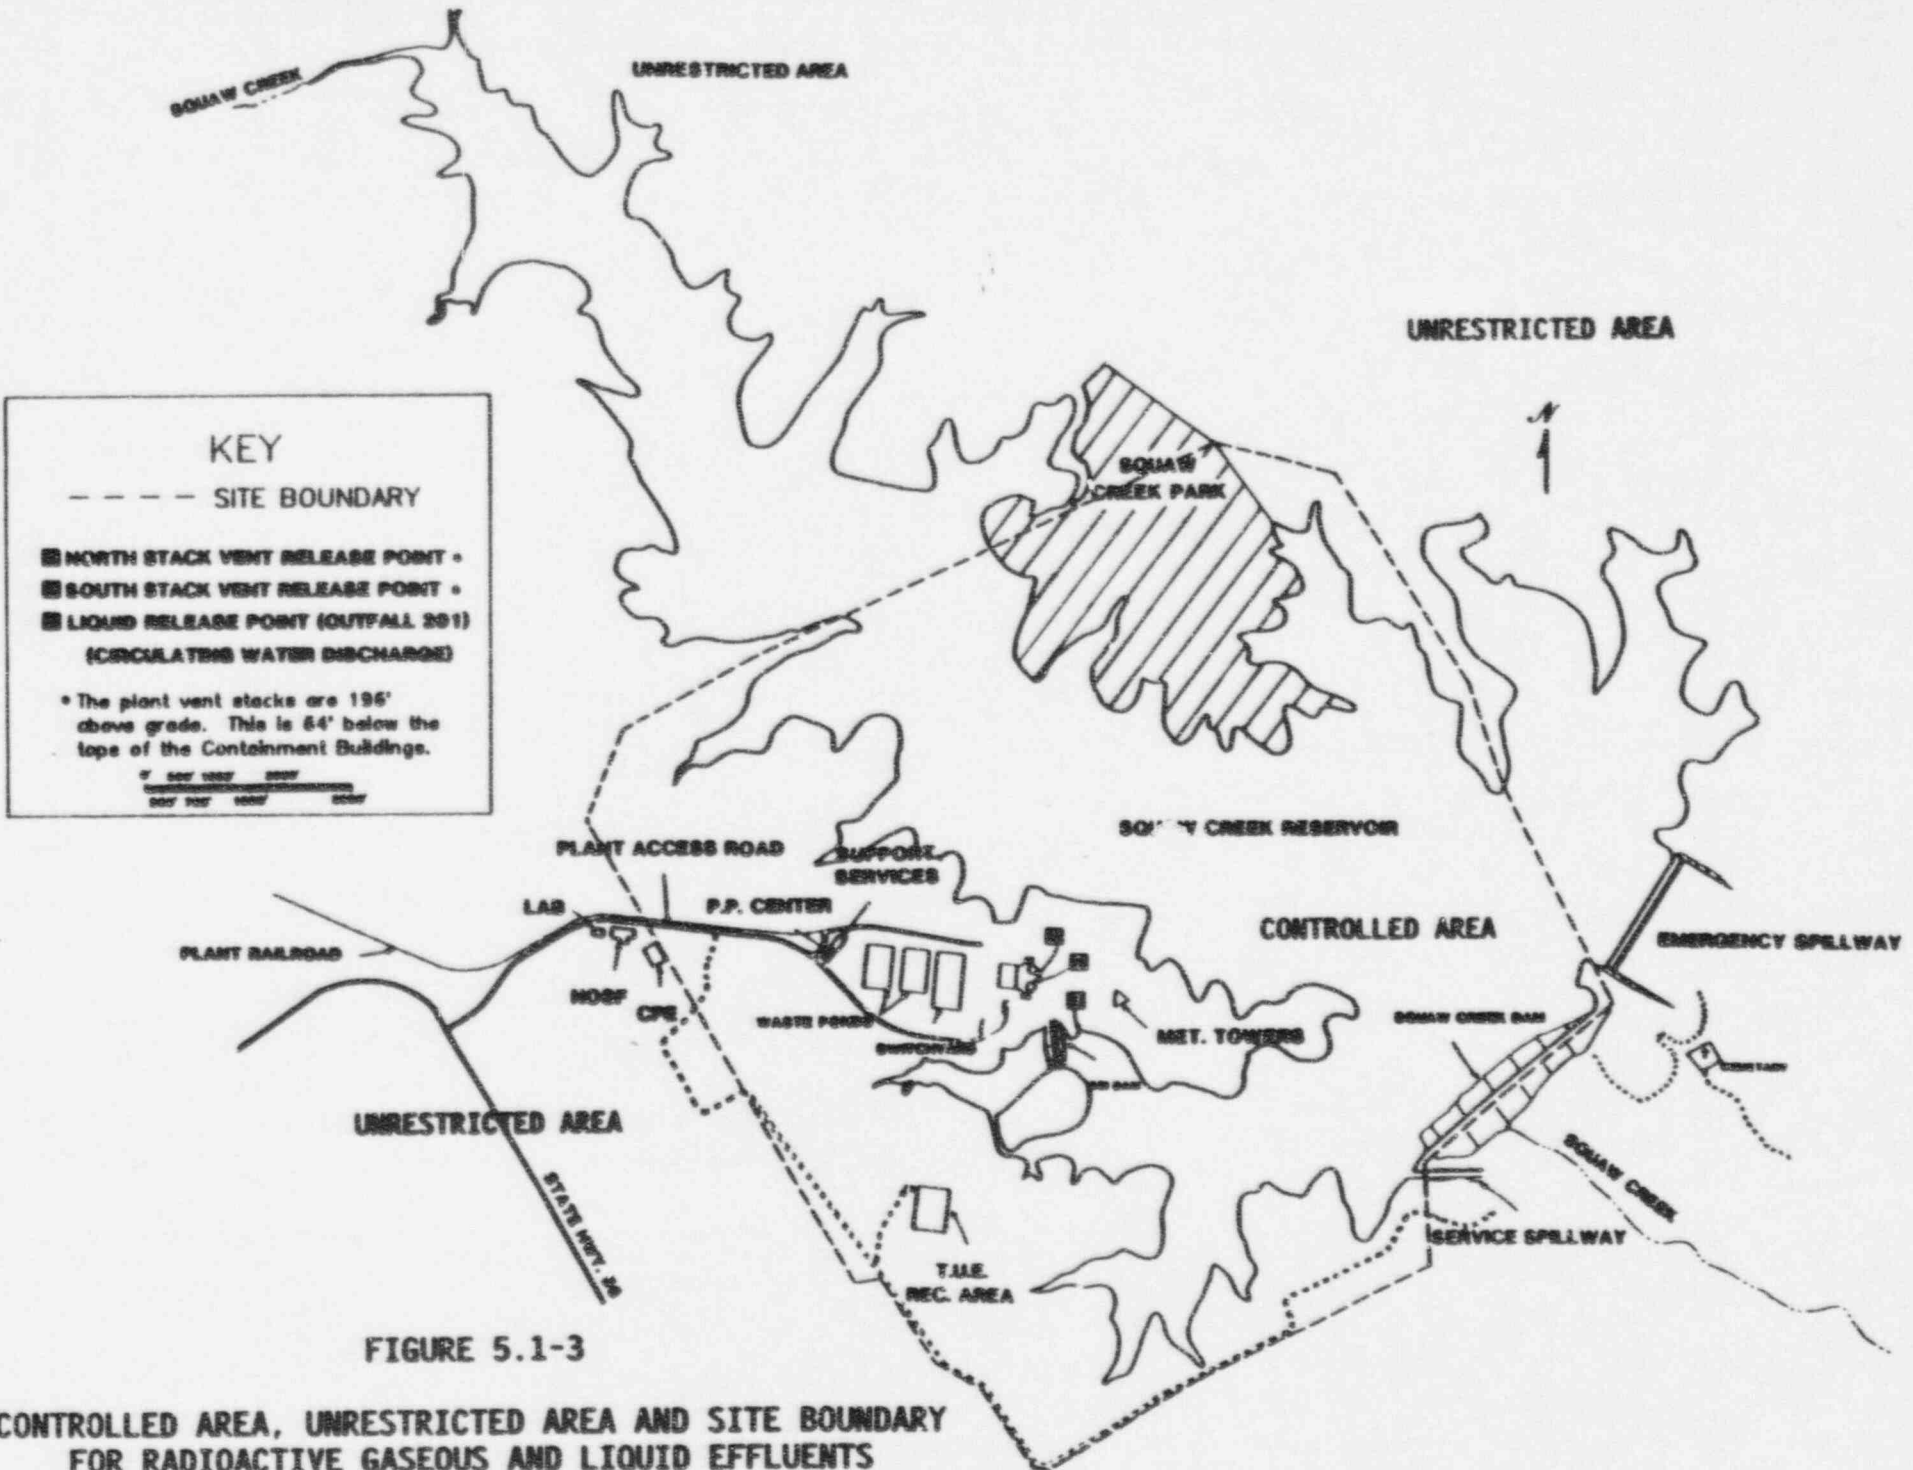 SQUAW CREEK
UNRESTRICTED AREA
UNRESTRICTED AREA
N
KEY
SITE BOUNDARY
NORTH STACK VENT RELEASE POINT *
SOUTH STACK VENT RELEASE POINT *
LIQUID RELEASE POINT (OUTFALL 201)
(CIRCULATING WATER DISCHARGE)
* The plant vent stacks are 196'
above grade. This is 64' below the
tops of the Containment Buildings.
SQUAW
CREEK PARK
CREEK RESERVOIR
PLANT ACCESS ROAD
SUPPORT
SERVICES
LAB
P.P. CENTER
PLANT RAILROAD
CONTROLLED AREA
EMERGENCY SPILLWAY
NOSF
CPE
WASTE PONDS
SWITCHYARD
MET. TOWERS
SQUAW CREEK DAM
UNRESTRICTED AREA
STATE HWY.
SQUAW CREEK
SERVICE SPILLWAY
T.U.E.
REC. AREA
FIGURE 5.1-3
CONTROLLED AREA, UNRESTRICTED AREA AND SITE BOUNDARY
FOR RADIOACTIVE GASEOUS AND LIQUID EFFLUENTS